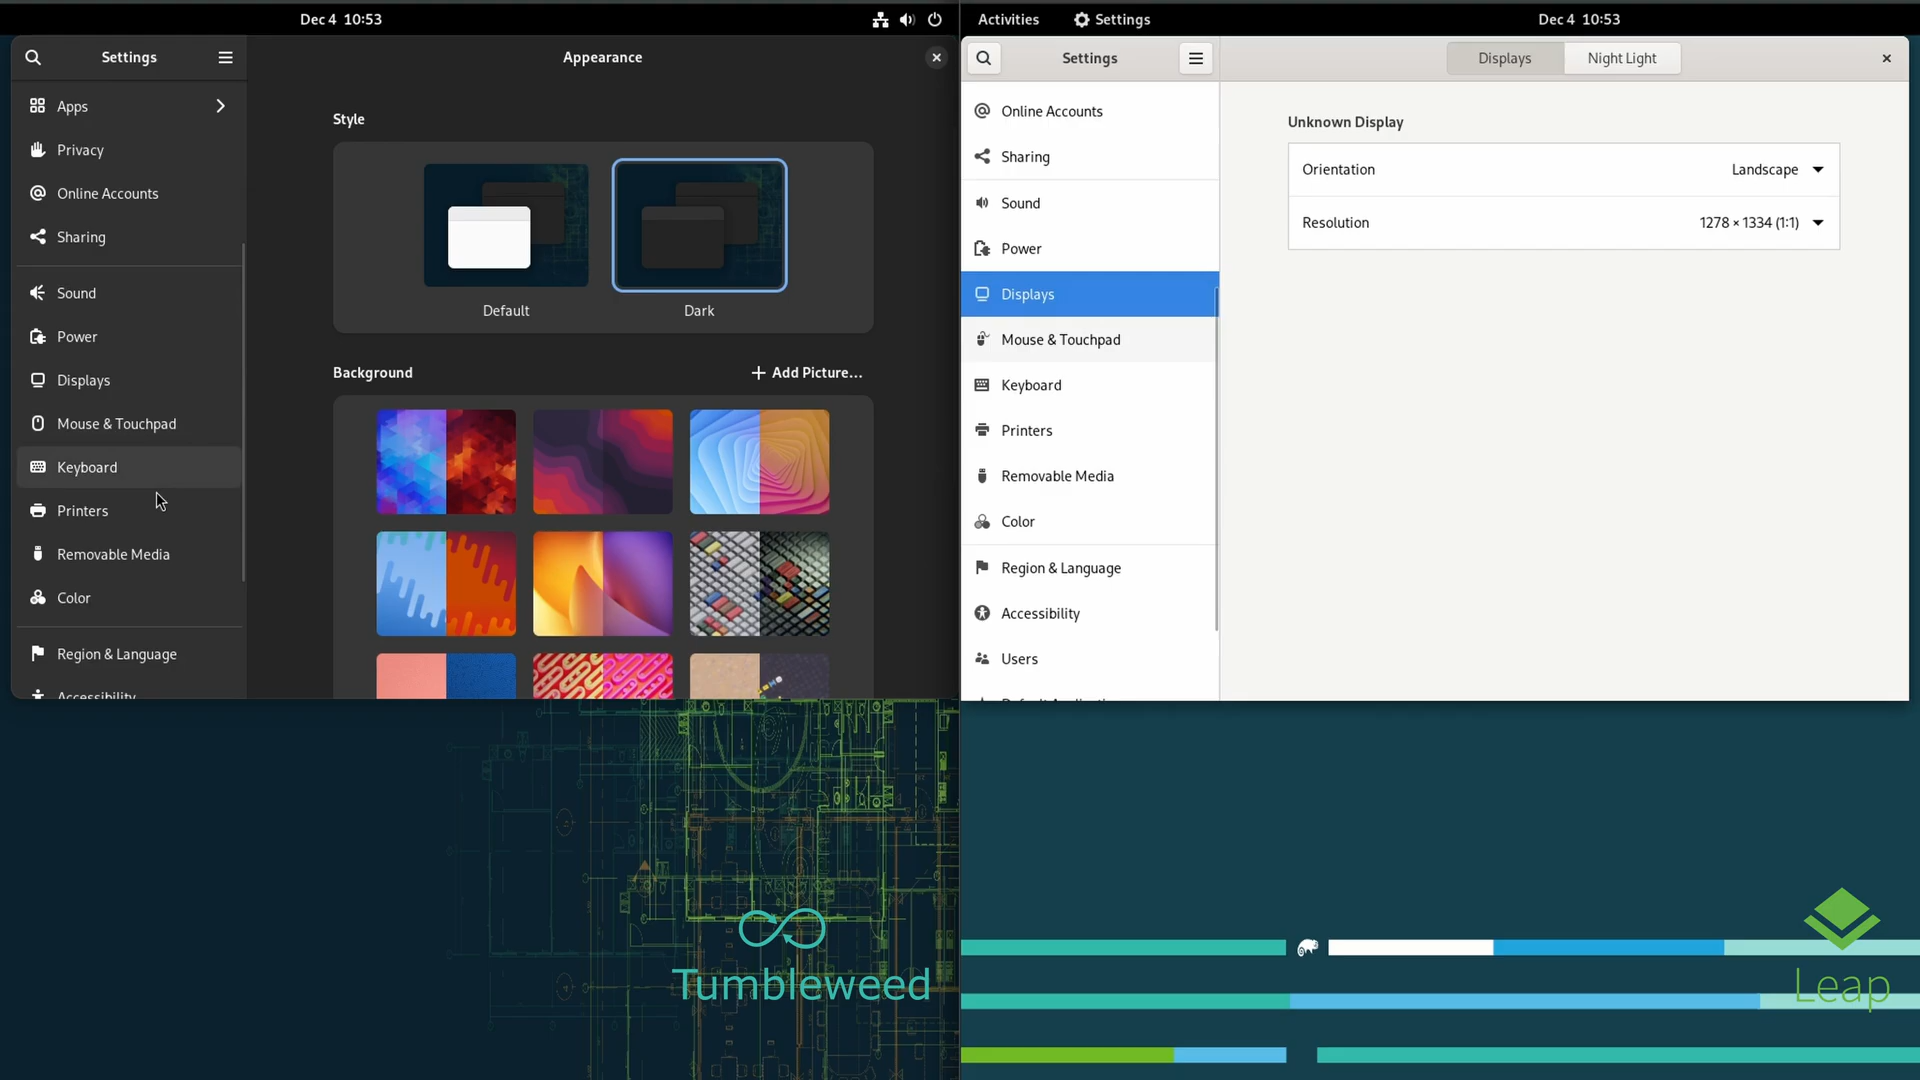 Dec 4 10:53
Settings
Appearance
Apps
Privacy
Online Accounts
Sharing
Sound
Power
Displays
Mouse & Touchpad
Keyboard
Printers
Removable Media
Color
Region & Language
Accessibility
Style
Default
Dark
Background
Add Picture...
Tumbleweed
Activities
Settings
Dec 4 10:53
Settings
Displays
Night Light
Online Accounts
Sharing
Sound
Power
Displays
Mouse & Touchpad
Keyboard
Printers
Removable Media
Color
Region & Language
Accessibility
Users
Default Applicati
Unknown Display
Orientation
Landscape
Resolution
1278 × 1334 (1:1)
Leap